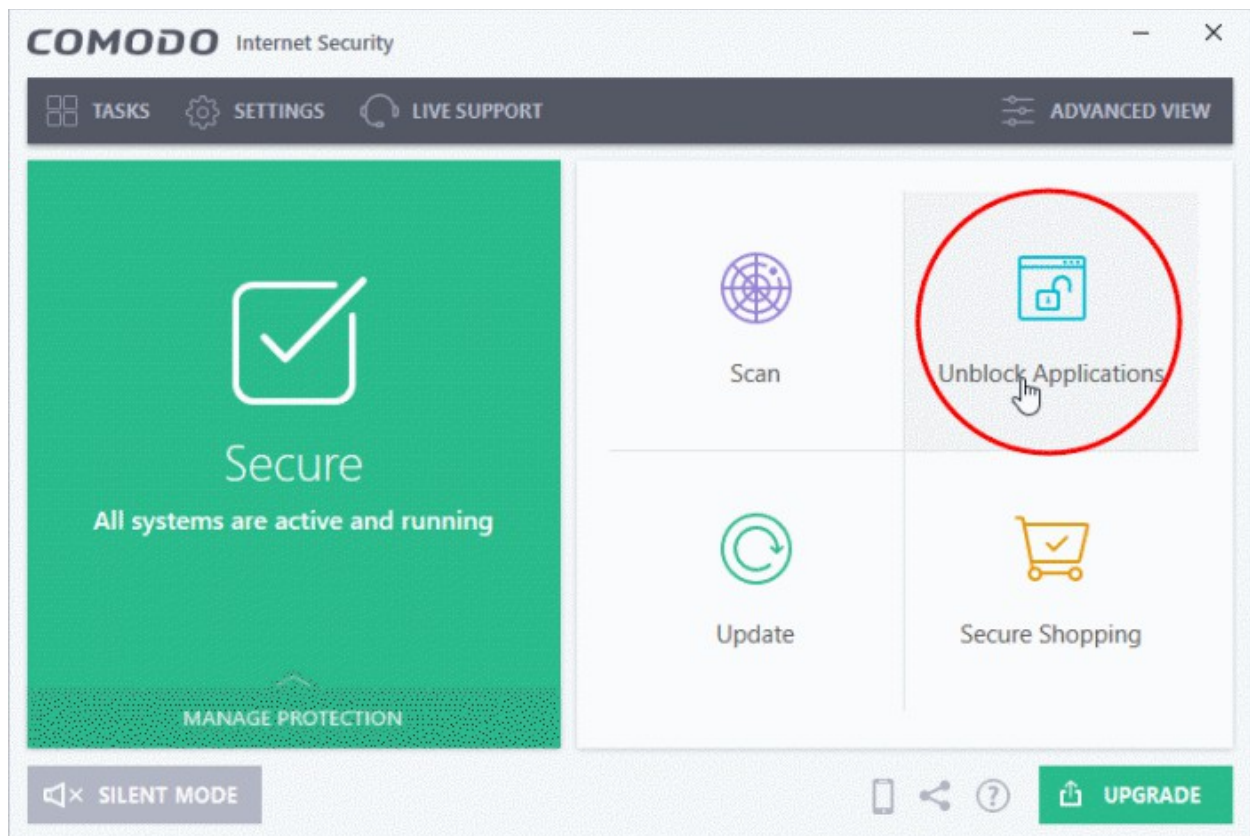 COMODO Internet Security
TASKS SETTINGS LIVE SUPPORT ADVANCED VIEW
Secure
All systems are active and running
MANAGE PROTECTION
Scan
Unblock Applications
Update
Secure Shopping
SILENT MODE
? UPGRADE